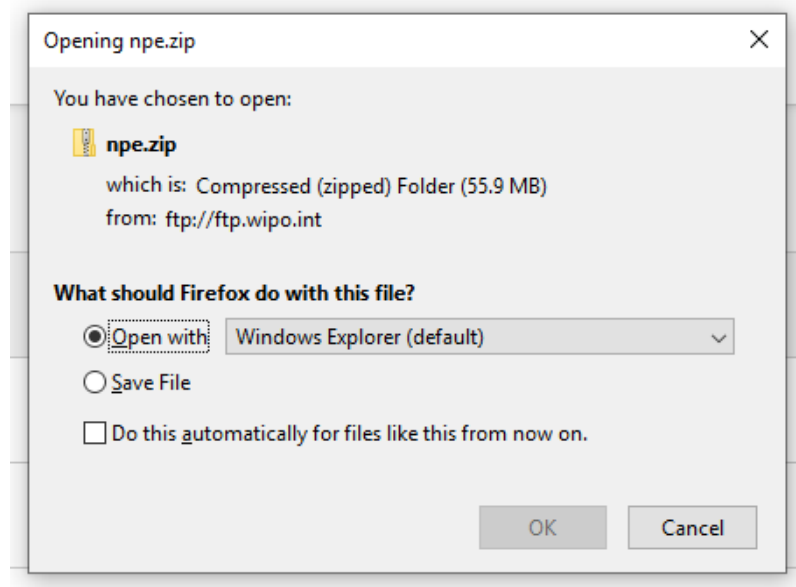 Opening npe.zip
You have chosen to open:
npe.zip
which is: Compressed (zipped) Folder (55.9 MB)
from: ftp://ftp.wipo.int
What should Firefox do with this file?
Open with Windows Explorer (default)
Save File
Do this automatically for files like this from now on.
OK Cancel